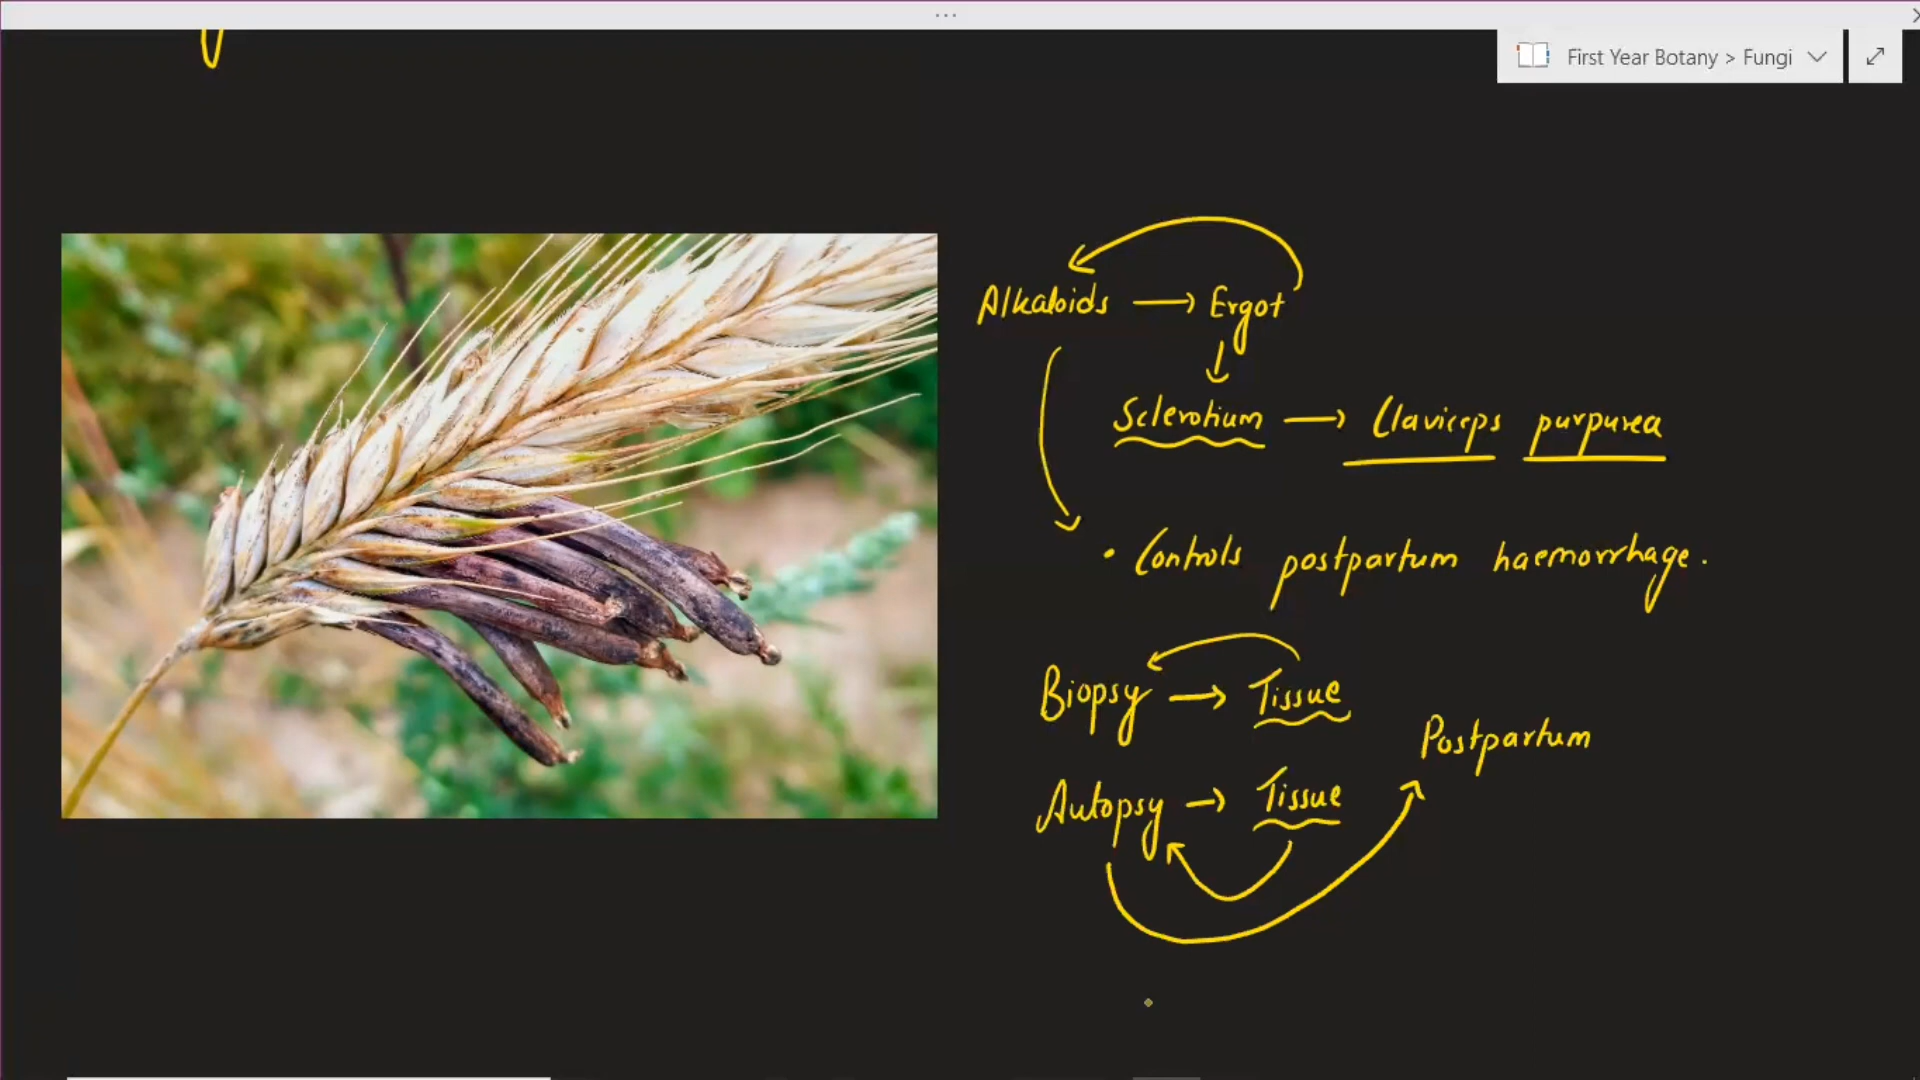 First Year Botany > Fungi
Alkaloids → Ergot
Sclerotium → Claviceps purpurea
• Controls postpartum haemorrhage.
Biopsy → Tissue
Postpartum
Autopsy → Tissue